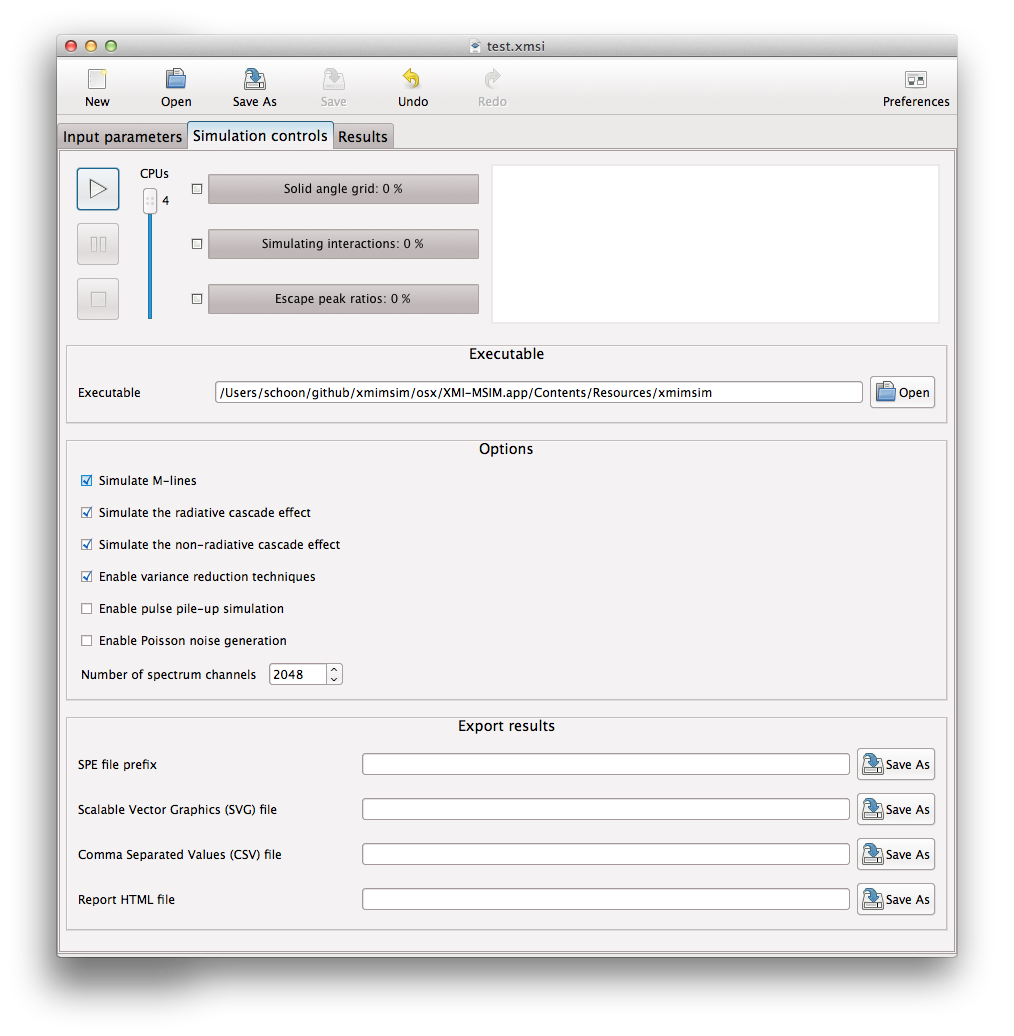 test.xmsi
New Open Save As Save Undo Redo Preferences
Input parameters Simulation controls Results
CPUs
4
Solid angle grid: 0 %
Simulating interactions: 0 %
Escape peak ratios: 0 %
Executable
Executable /Users/schoon/github/xmimsim/osx/XMI-MSIM.app/Contents/Resources/xmimsim Open
Options
Simulate M-lines
Simulate the radiative cascade effect
Simulate the non-radiative cascade effect
Enable variance reduction techniques
Enable pulse pile-up simulation
Enable Poisson noise generation
Number of spectrum channels 2048
Export results
SPE file prefix Save As
Scalable Vector Graphics (SVG) file Save As
Comma Separated Values (CSV) file Save As
Report HTML file Save As